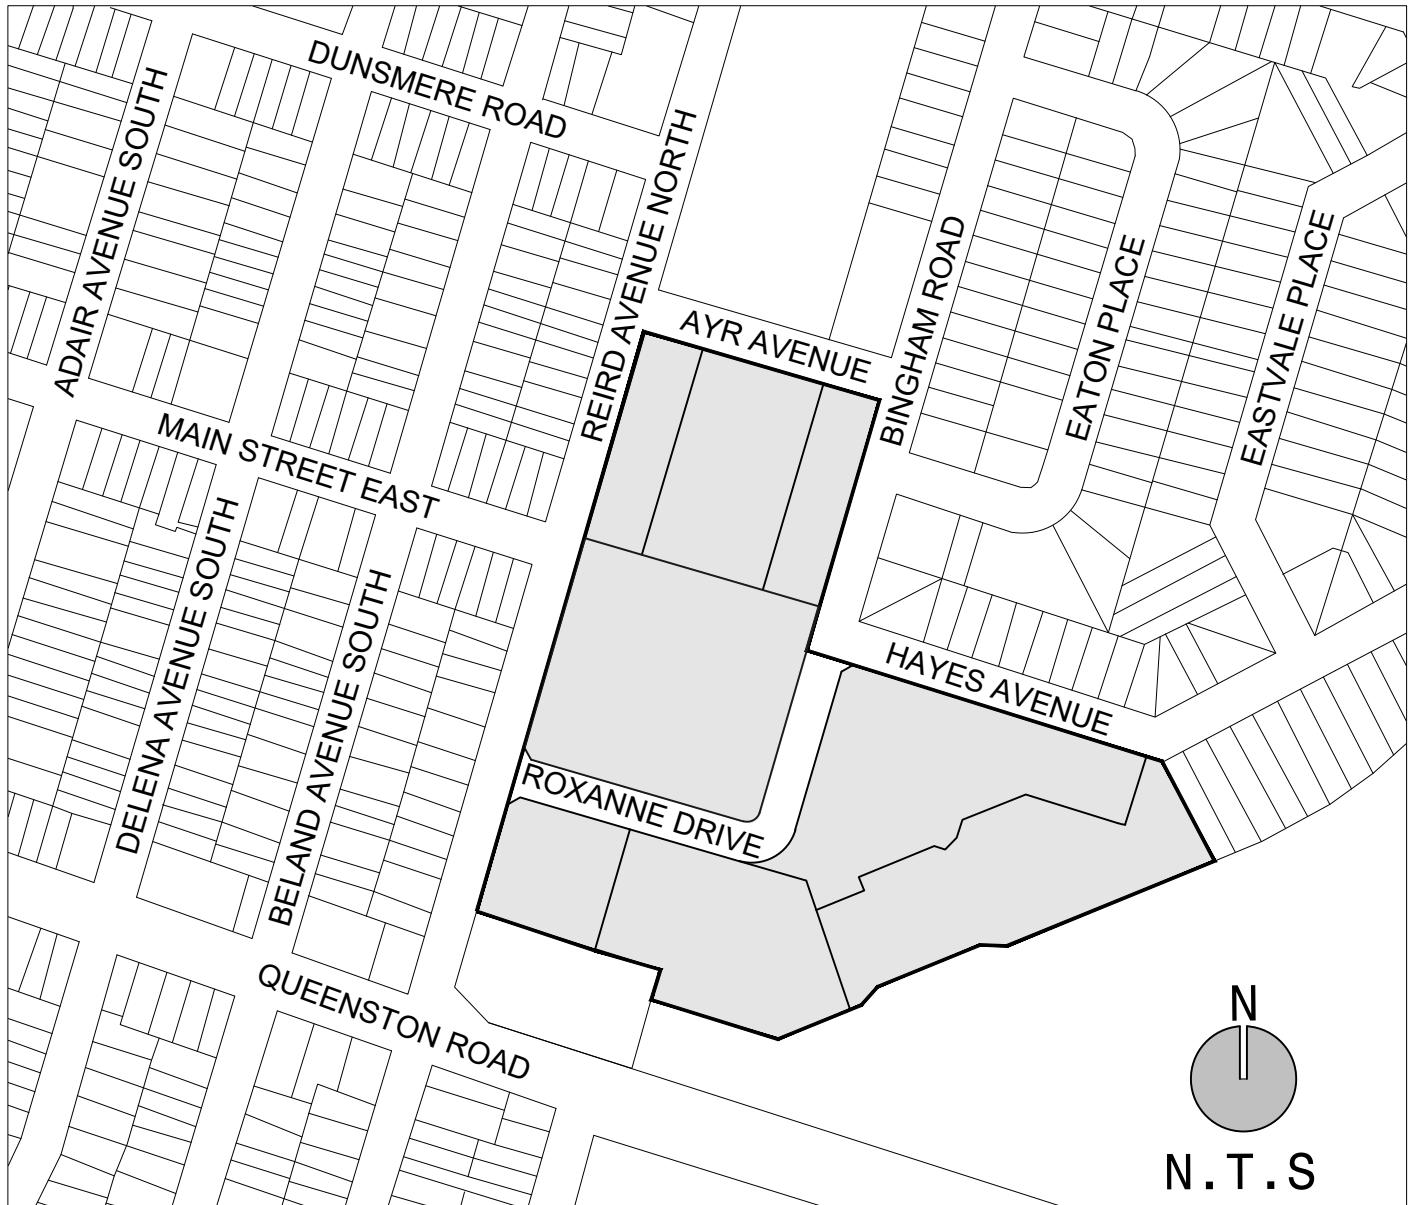 DUNSMERE ROAD
ADAIR AVENUE SOUTH
REIRD AVENUE NORTH
AYR AVENUE
BINGHAM ROAD
EATON PLACE
EASTVALE PLACE
MAIN STREET EAST
DELENA AVENUE SOUTH
BELAND AVENUE SOUTH
HAYES AVENUE
ROXANNE DRIVE
QUEENSTON ROAD
N
N.T.S